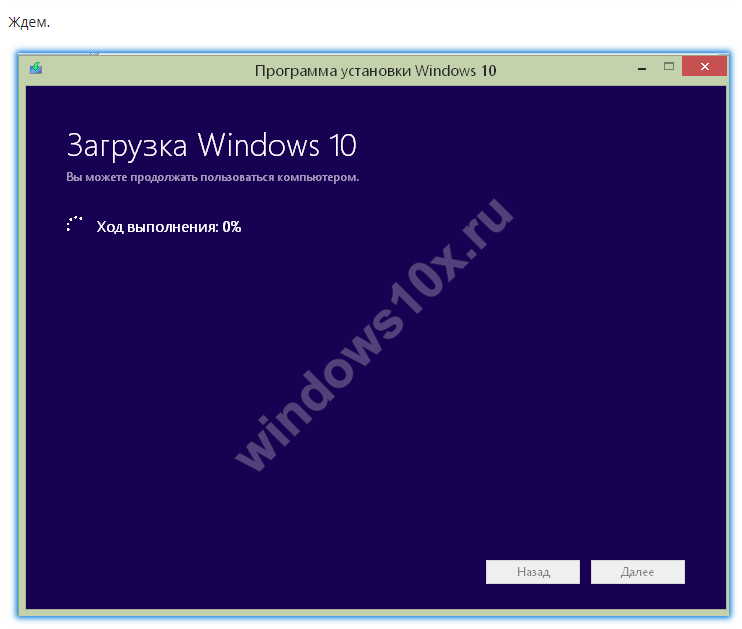 Ждем.
Программа установки Windows 10
Загрузка Windows 10
Вы можете продолжать пользоваться компьютером.
Ход выполнения: 0%
windows10x.ru
Назад
Далее